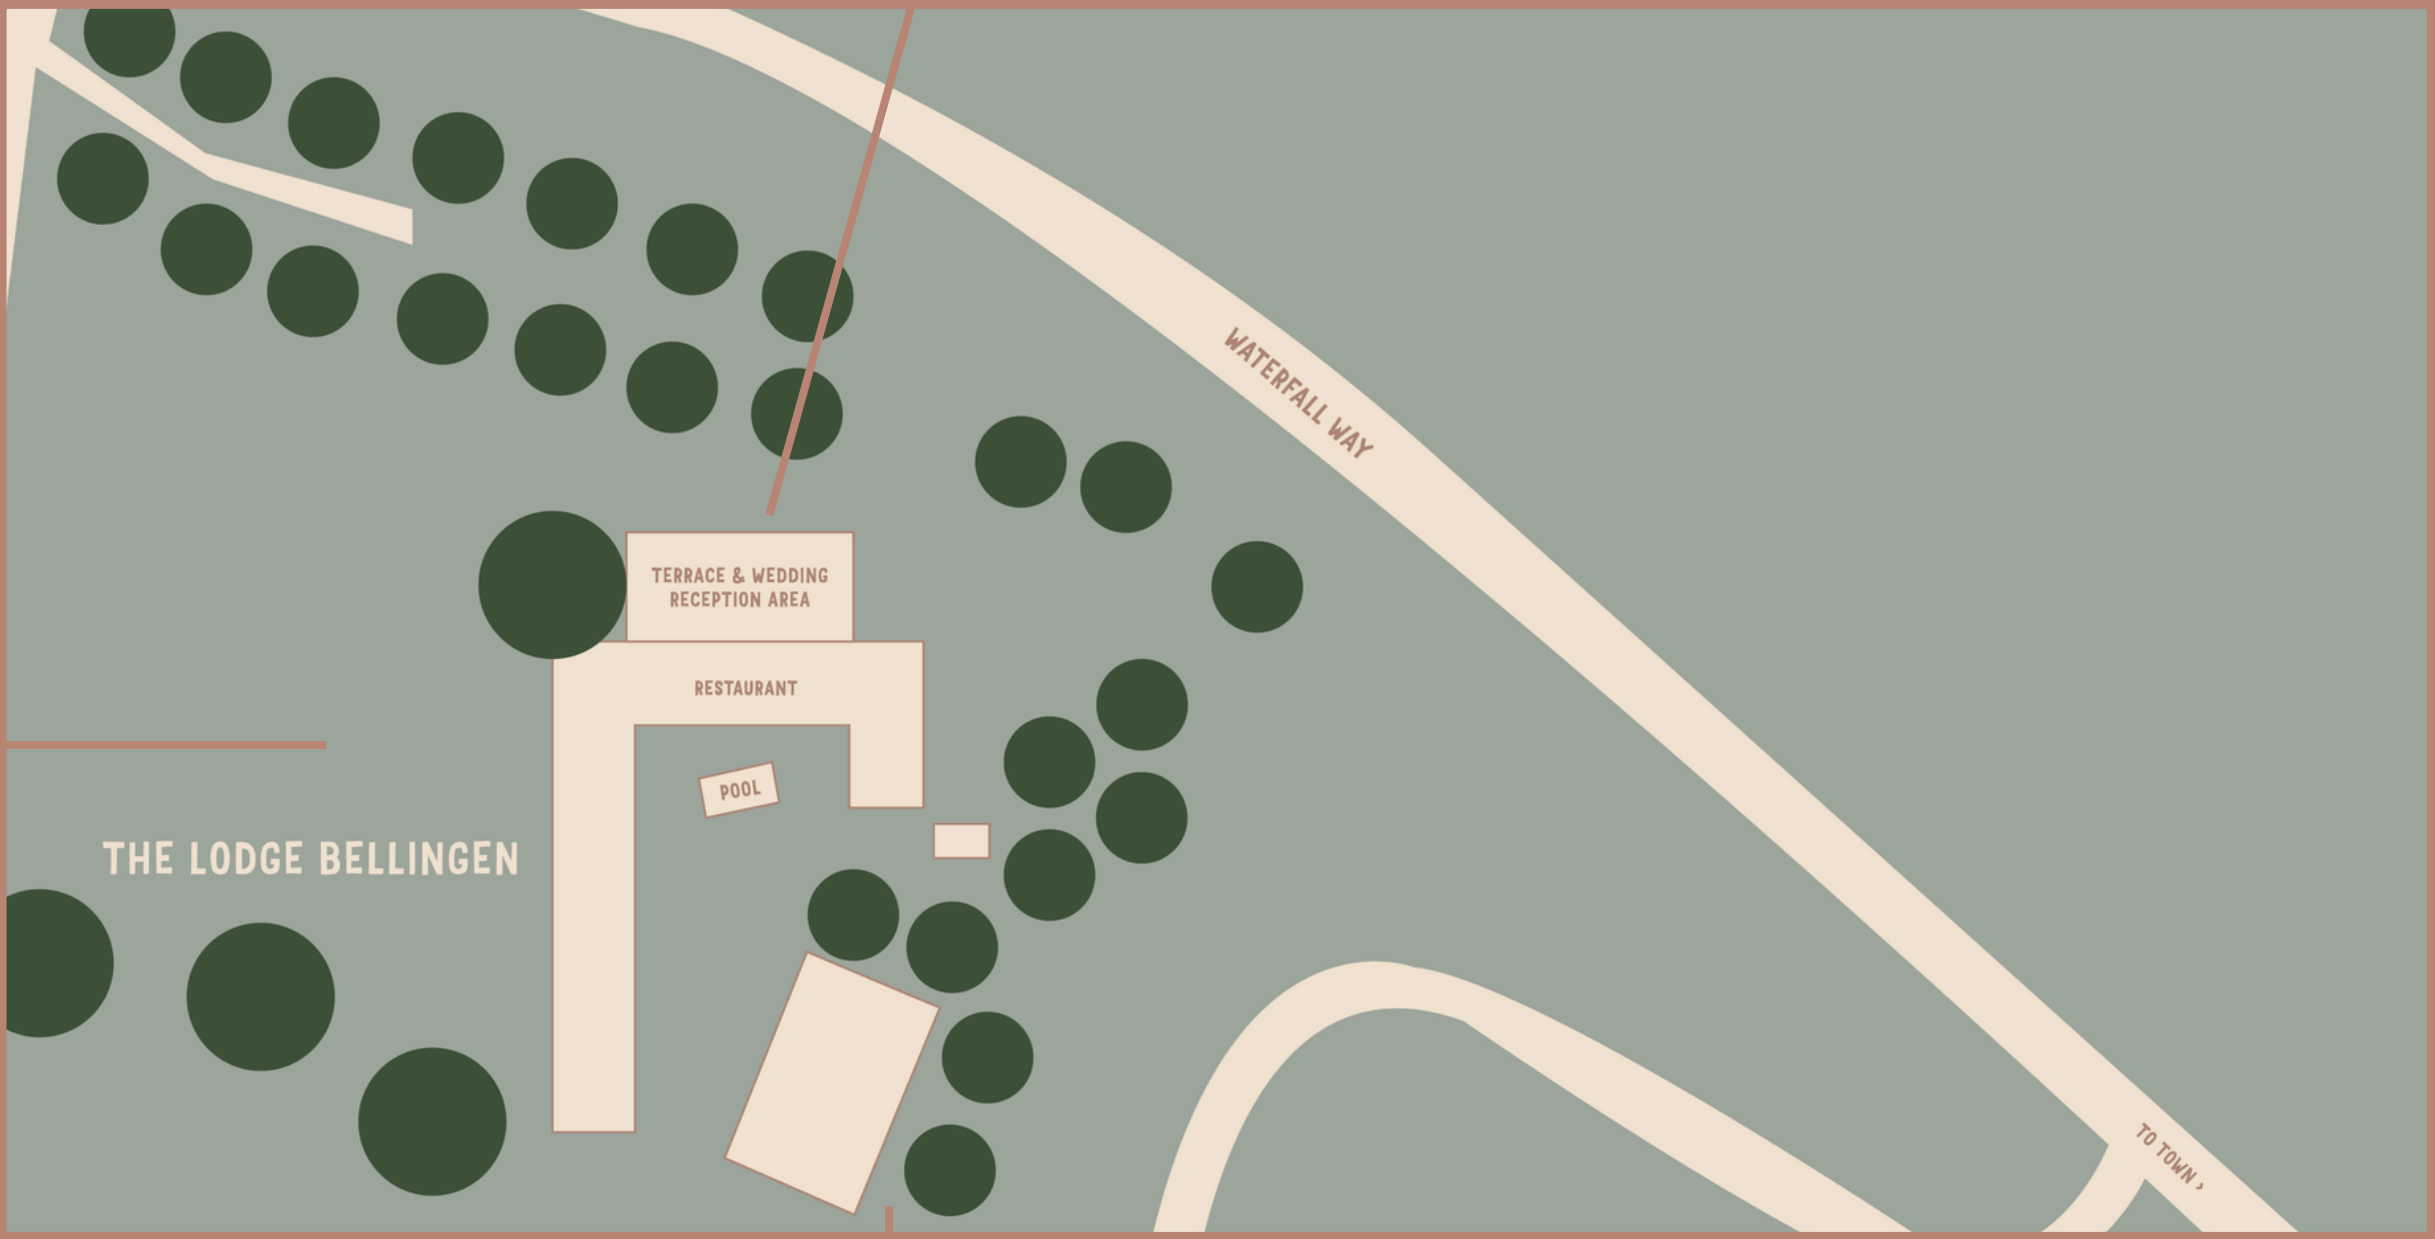 WATERFALL WAY
TERRACE & WEDDING
RECEPTION AREA
RESTAURANT
POOL
THE LODGE BELLINGEN
TO TOWN ›